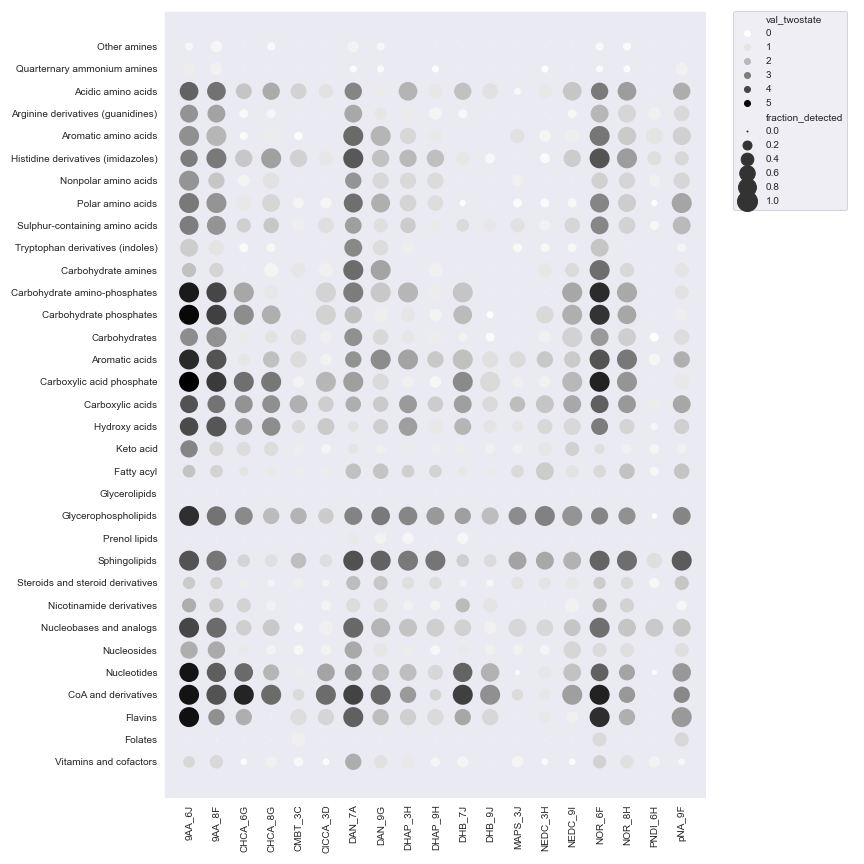 val_twostate
0
1
2
3
4
5
fraction_detected
0.0
0.2
0.4
0.6
0.8
1.0
Other amines
Quarternary ammonium amines
Acidic amino acids
Arginine derivatives (guanidines)
Aromatic amino acids
Histidine derivatives (imidazoles)
Nonpolar amino acids
Polar amino acids
Sulphur-containing amino acids
Tryptophan derivatives (indoles)
Carbohydrate amines
Carbohydrate amino-phosphates
Carbohydrate phosphates
Carbohydrates
Aromatic acids
Carboxylic acid phosphate
Carboxylic acids
Hydroxy acids
Keto acid
Fatty acyl
Glycerolipids
Glycerophospholipids
Prenol lipids
Sphingolipids
Steroids and steroid derivatives
Nicotinamide derivatives
Nucleobases and analogs
Nucleosides
Nucleotides
CoA and derivatives
Flavins
Folates
Vitamins and cofactors
9AA_6J
9AA_8F
CHCA_6G
CHCA_8G
CMBT_3C
ClCCA_3D
DAN_7A
DAN_9G
DHAP_3H
DHAP_9H
DHB_7J
DHB_9J
MAPS_3J
NEDC_3H
NEDC_9I
NOR_6F
NOR_8H
PNDI_6H
pNA_9F